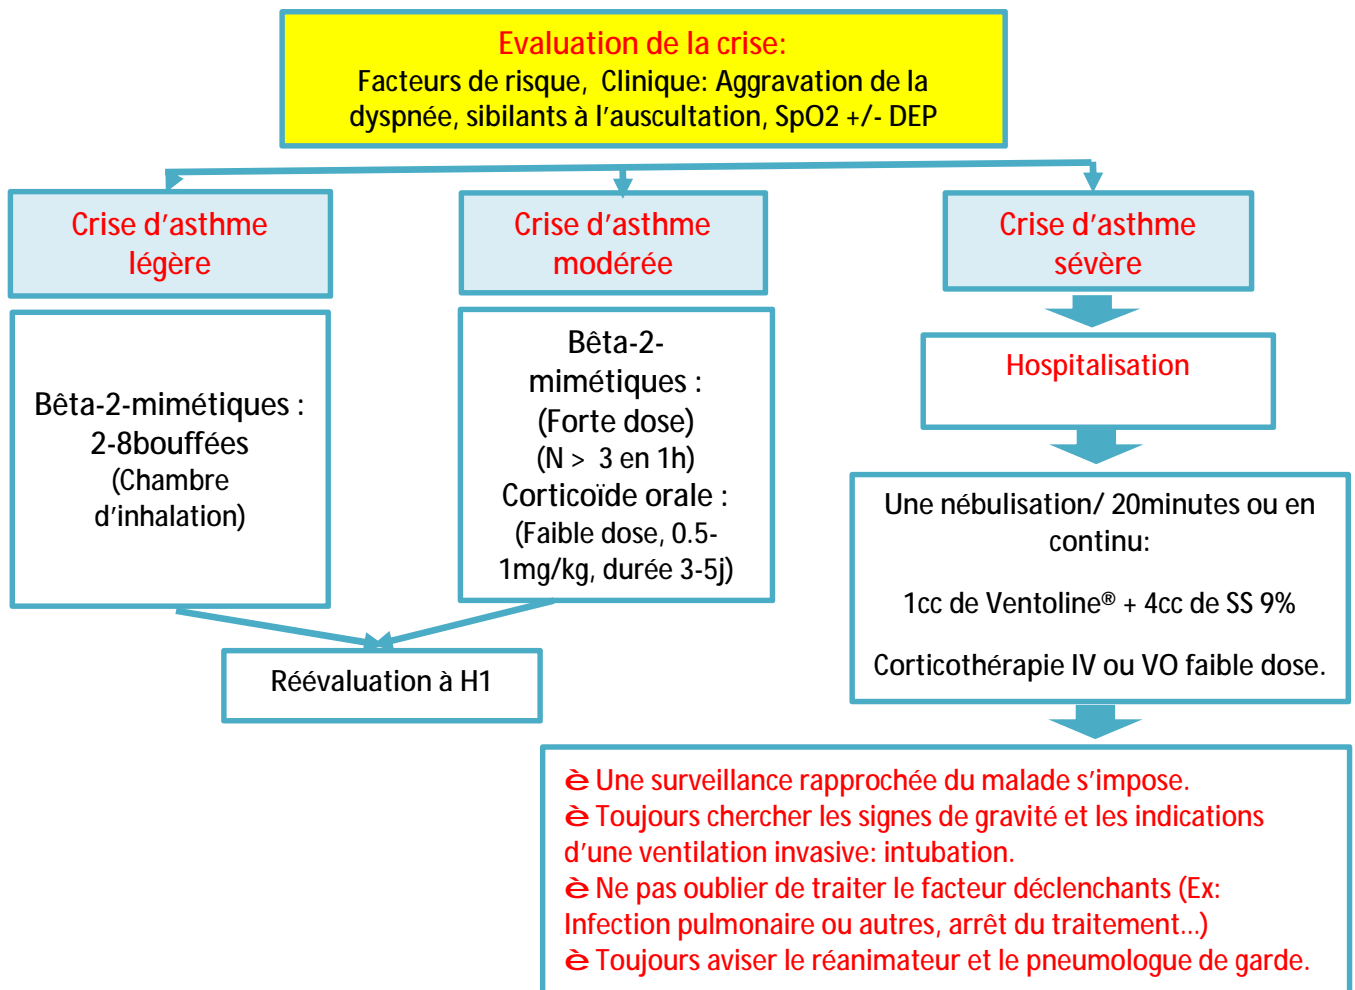 Evaluation de la crise:
Facteurs de risque, Clinique: Aggravation de la
dyspnée, sibilants à l'auscultation, SpO2 +/- DEP
Crise d'asthme
légère
Crise d'asthme
modérée
Crise d'asthme
sévère
Bêta-2-mimétiques :
2-8bouffées
(Chambre
d'inhalation)
Bêta-2-
mimétiques :
(Forte dose)
(N > 3 en 1h)
Corticoïde orale :
(Faible dose, 0.5-
1mg/kg, durée 3-5j)
Hospitalisation
Une nébulisation/ 20minutes ou en
continu:
1cc de Ventoline® + 4cc de SS 9%
Corticothérapie IV ou VO faible dose.
Réévaluation à H1
è Une surveillance rapprochée du malade s'impose.
è Toujours chercher les signes de gravité et les indications
d'une ventilation invasive: intubation.
è Ne pas oublier de traiter le facteur déclenchants (Ex:
Infection pulmonaire ou autres, arrêt du traitement...)
è Toujours aviser le réanimateur et le pneumologue de garde.